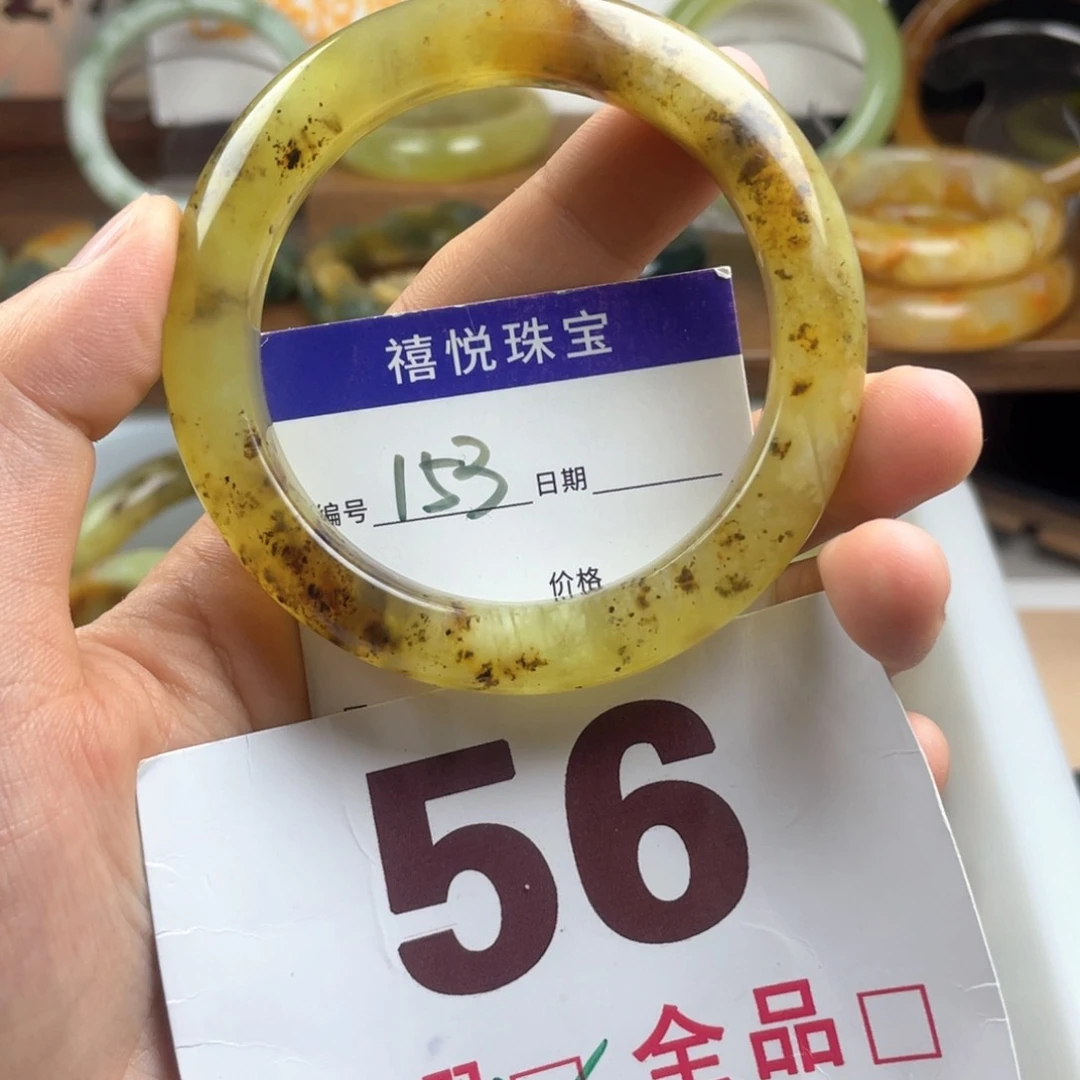 禧悦珠宝
编号 153 日期
价格
56
全品